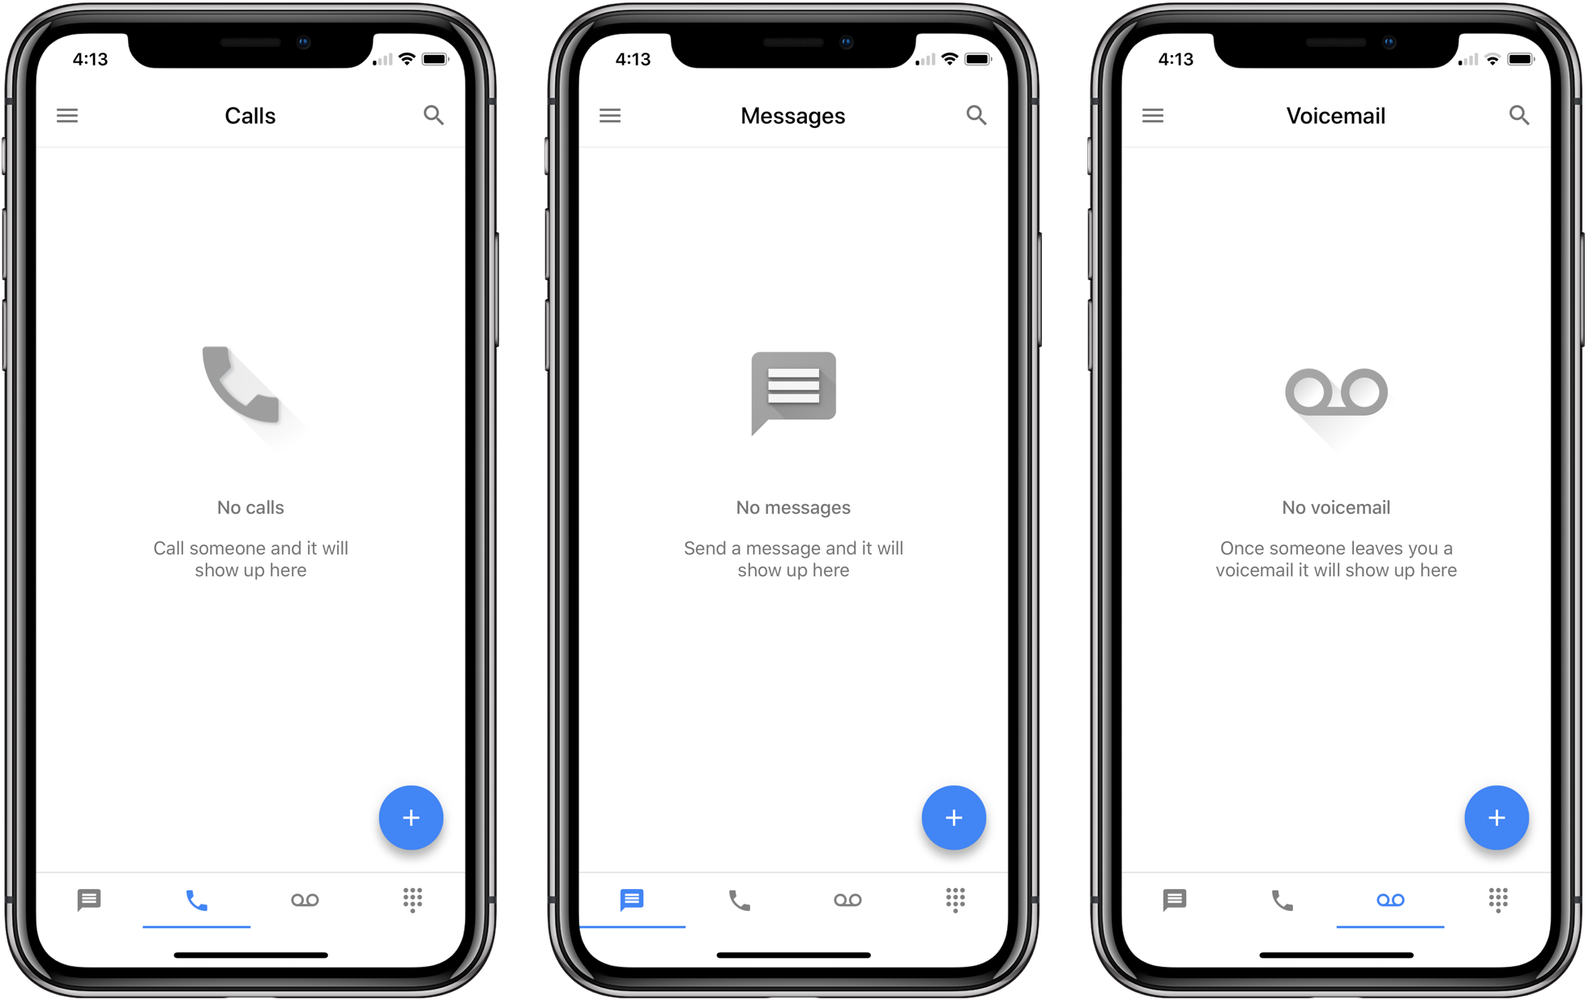 4:13
Calls
No calls
Call someone and it will
show up here
4:13
Messages
No messages
Send a message and it will
show up here
4:13
Voicemail
No voicemail
Once someone leaves you a
voicemail it will show up here